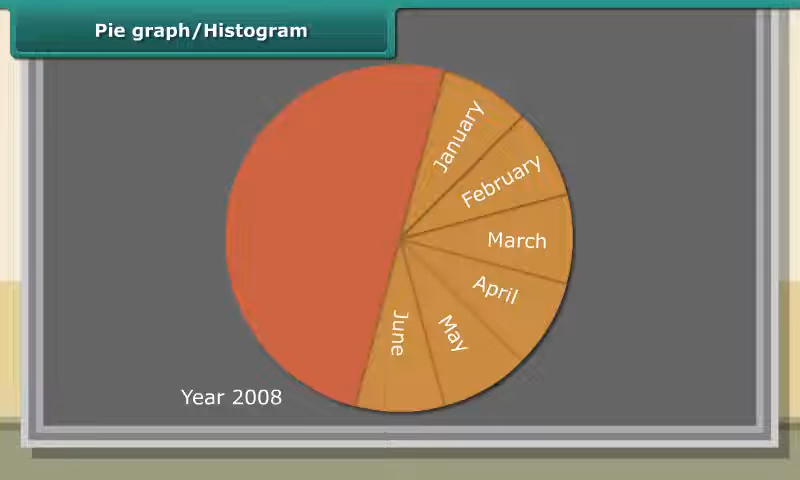 Pie graph/Histogram
January
February
March
April
May
June
Year 2008